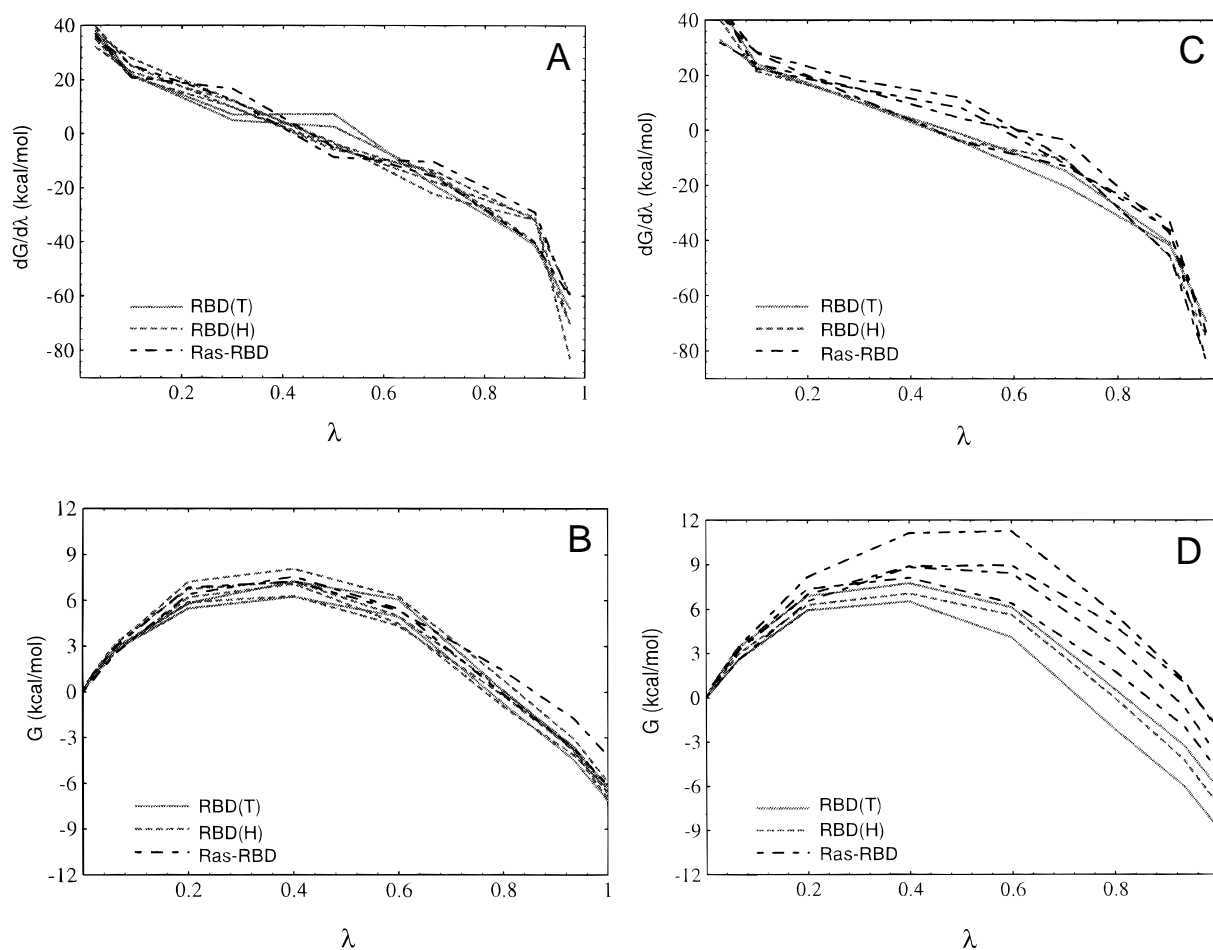 A
40
20
0
-20
-40
-60
-80
dG/dλ (kcal/mol)
RBD(T)
RBD(H)
Ras-RBD
0.2
0.4
0.6
0.8
1
λ
C
40
20
0
-20
-40
-60
-80
dG/dλ (kcal/mol)
RBD(T)
RBD(H)
Ras-RBD
0.2
0.4
0.6
0.8
λ
B
12
9
6
3
0
-3
-6
-9
-12
G (kcal/mol)
RBD(T)
RBD(H)
Ras-RBD
0.2
0.4
0.6
0.8
1
λ
D
12
9
6
3
0
-3
-6
-9
-12
G (kcal/mol)
RBD(T)
RBD(H)
Ras-RBD
0.2
0.4
0.6
0.8
λ